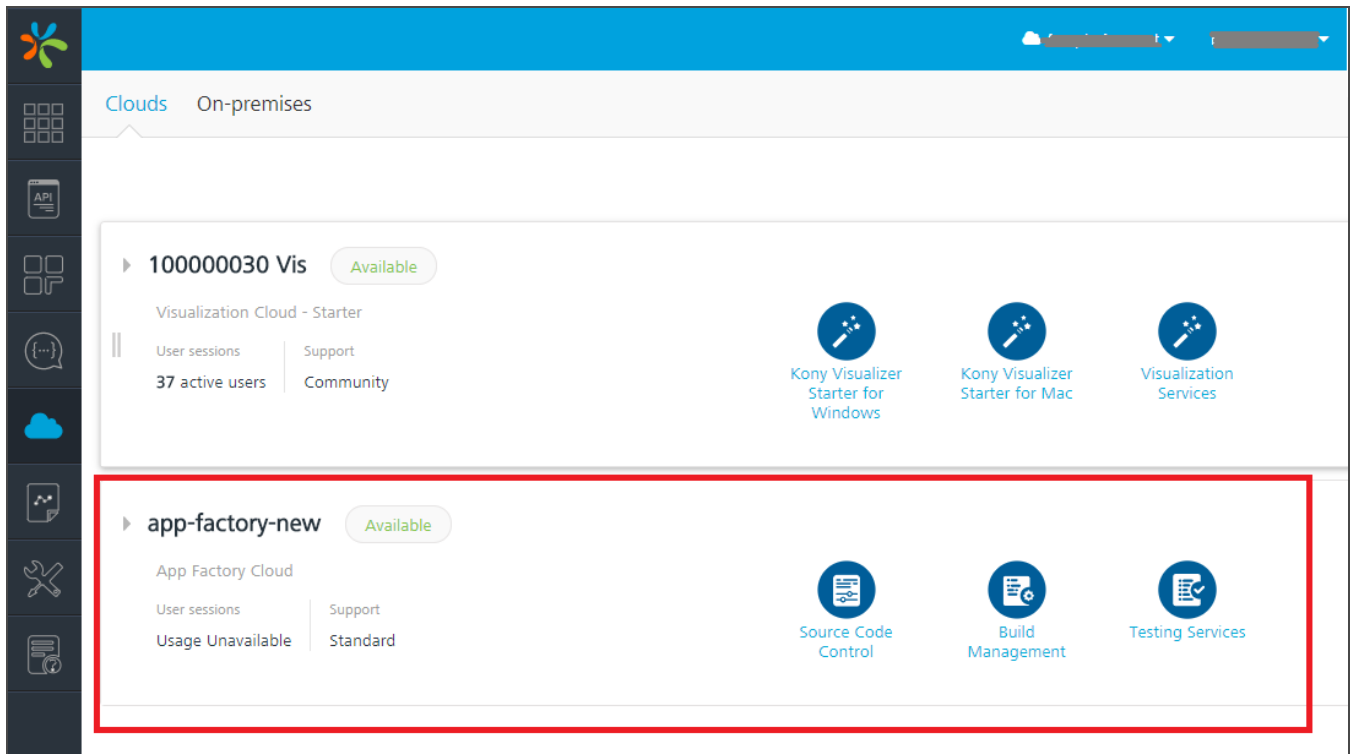 Clouds On-premises
API
100000030 Vis Available
Visualization Cloud - Starter
User sessions Support
37 active users Community
Kony Visualizer Starter for Windows
Kony Visualizer Starter for Mac
Visualization Services
app-factory-new Available
App Factory Cloud
User sessions Support
Usage Unavailable Standard
Source Code Control
Build Management
Testing Services